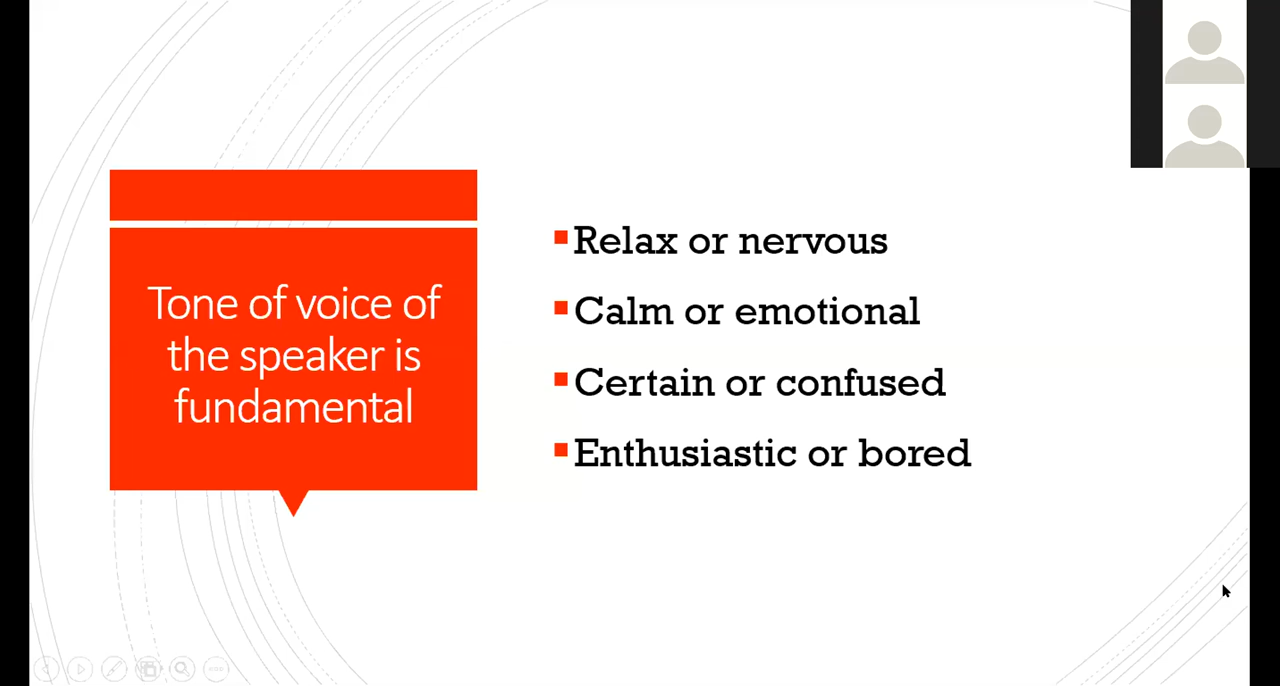 Tone of voice of
the speaker is
fundamental
Relax or nervous
Calm or emotional
Certain or confused
Enthusiastic or bored